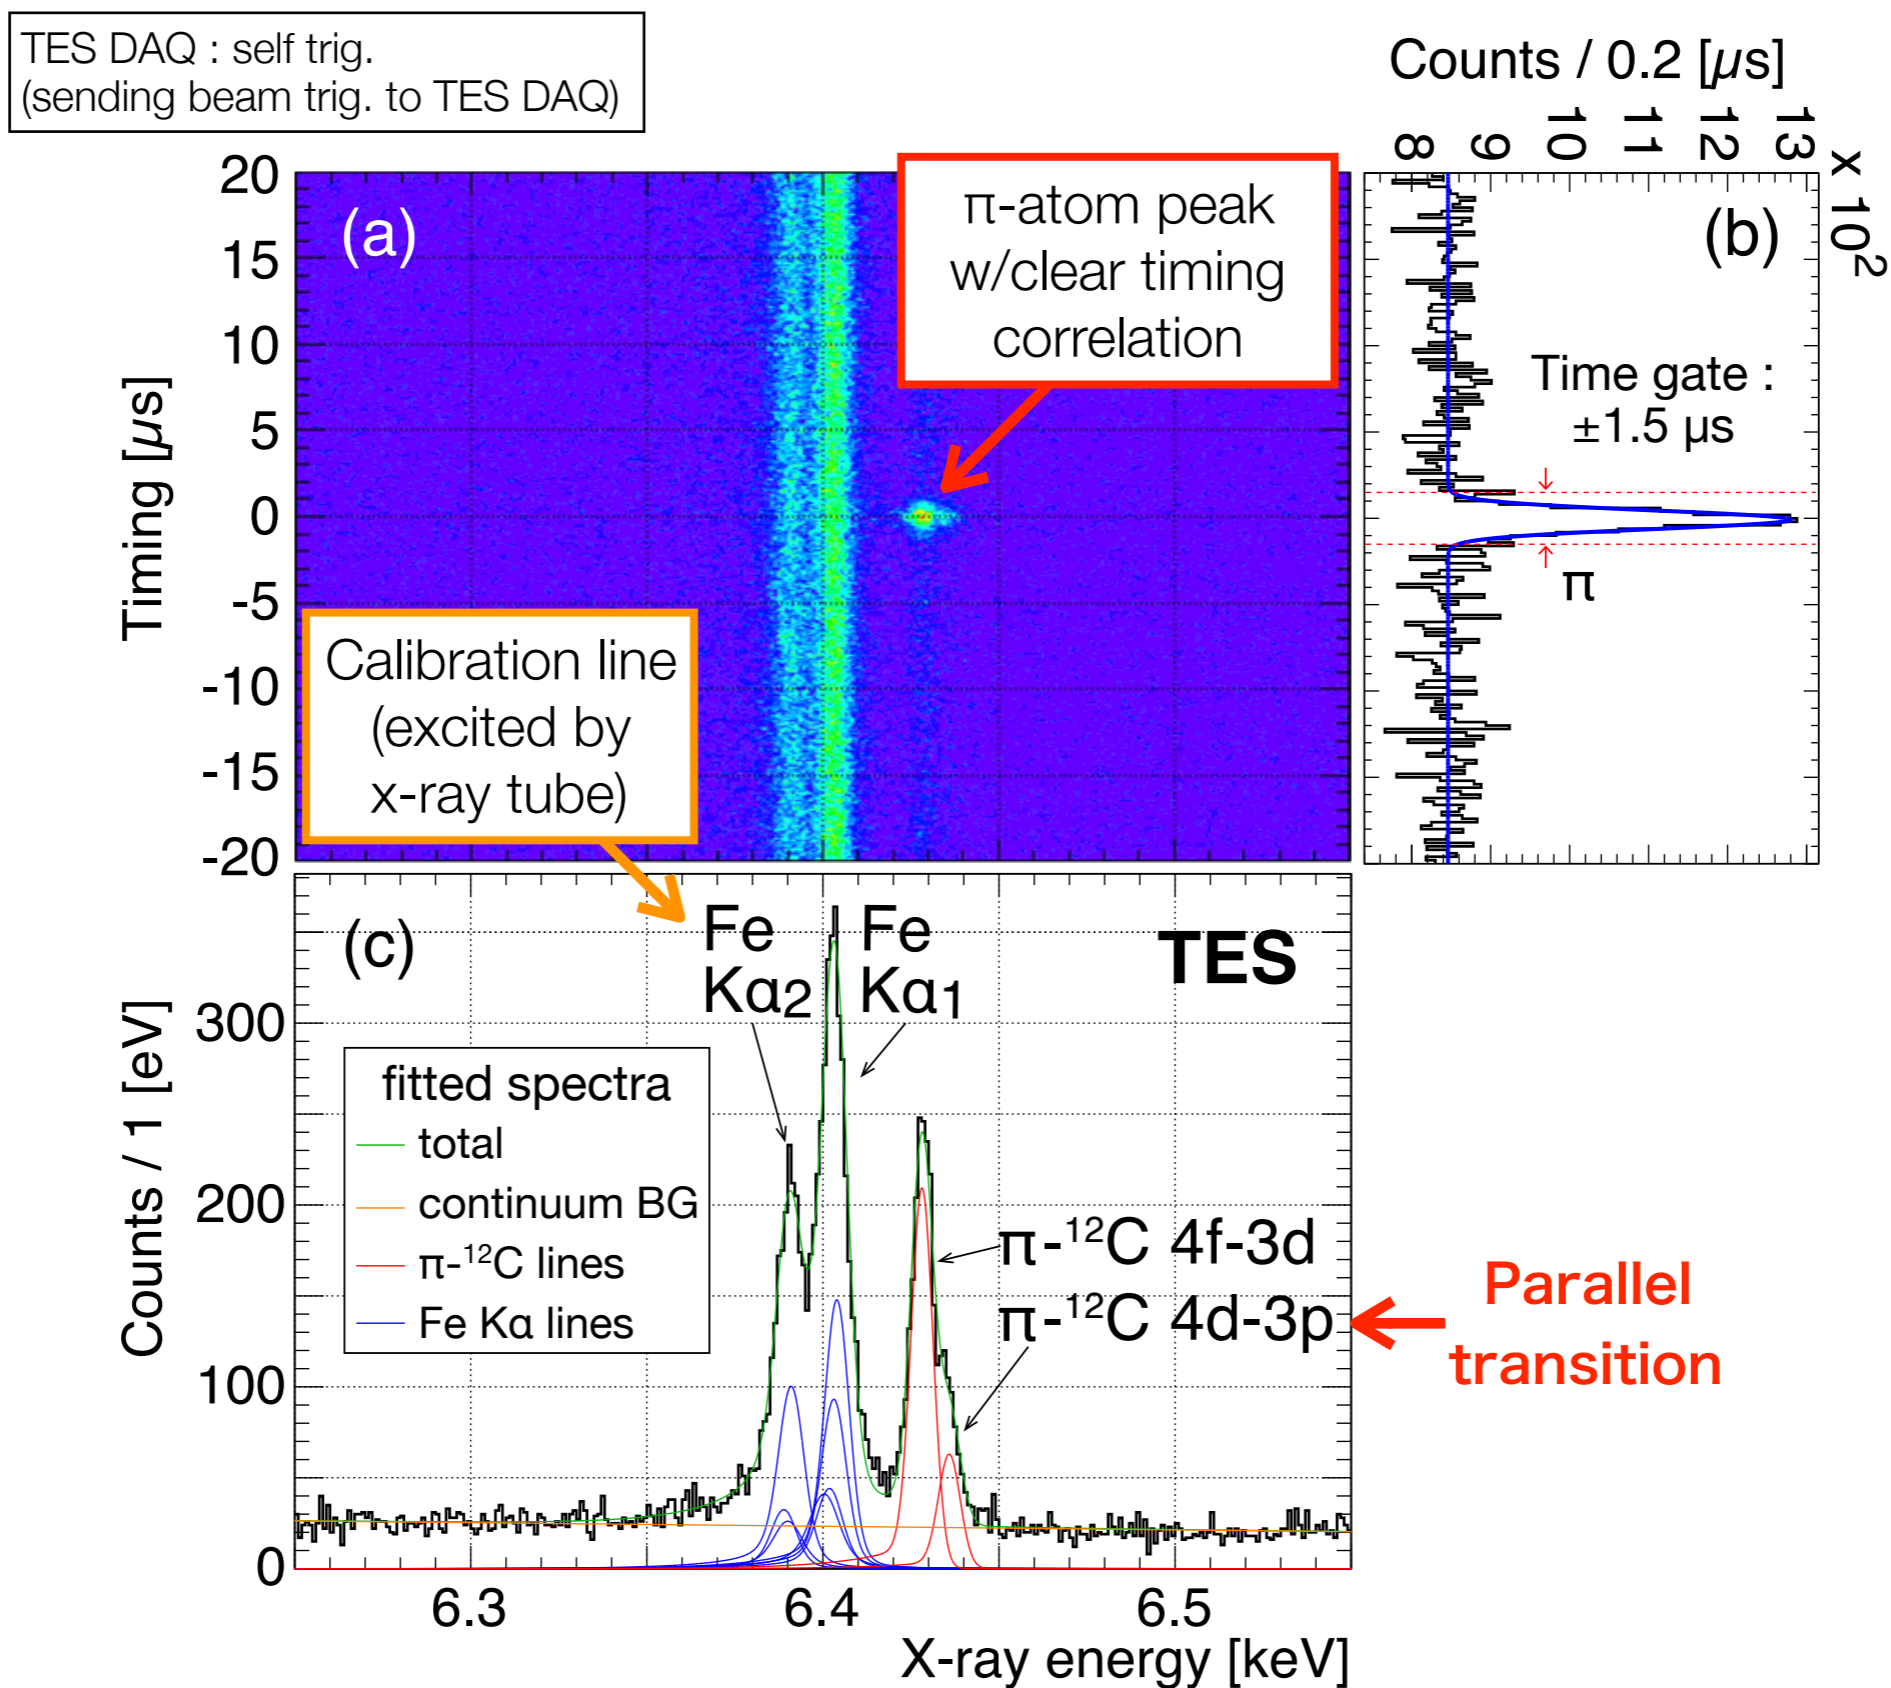 TES DAQ : self trig.
(sending beam trig. to TES DAQ)
Counts / 0.2 [μs]
8 9 10 11 12 13
x 10²
20
15
10
5
0
-5
-10
-15
-20
Timing [μs]
(a)
π-atom peak
w/clear timing
correlation
(b)
Time gate :
±1.5 μs
π
Calibration line
(excited by
x-ray tube)
(c)
Fe
Kα2
Fe
Kα1
TES
300
200
100
0
Counts / 1 [eV]
fitted spectra
total
continuum BG
π-¹²C lines
Fe Kα lines
π-¹²C 4f-3d
π-¹²C 4d-3p
Parallel
transition
6.3 6.4 6.5
X-ray energy [keV]